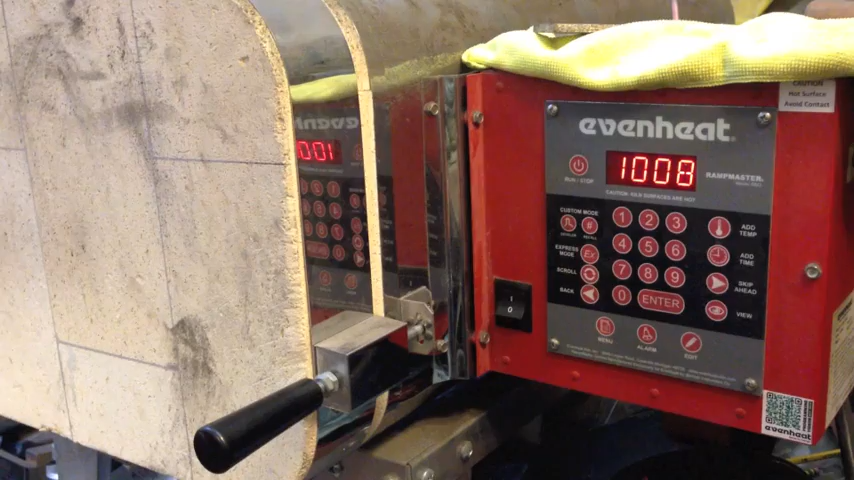 CAUTION
Hot Surface
Avoid Contact
evenheat
1008
RUN / STOP
RAMPMASTER
CAUTION: KILN SURFACES ARE HOT
CUSTOM MODE
1 2 3
ADD TEMP
EXPRESS MODE
Ex
4 5 6
ADD TIME
SCROLL
7 8 9
SKIP AHEAD
BACK
0 ENTER
VIEW
MENU
ALARM
EDIT
I
0
evenheat